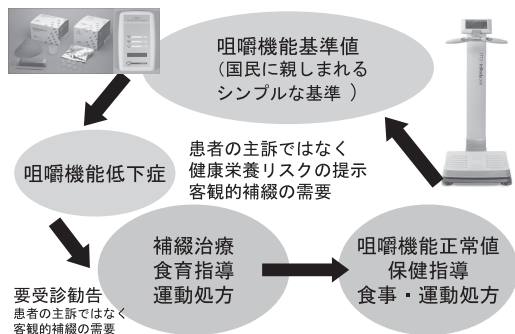 咀嚼機能基準値
（国民に親しまれる
シンプルな基準 ）
咀嚼機能低下症
患者の主訴ではなく
健康栄養リスクの提示
客観的補綴の需要
補綴治療
食育指導
運動処方
咀嚼機能正常値
保健指導
食事・運動処方
要受診勧告
患者の主訴ではなく
客観的補綴の需要